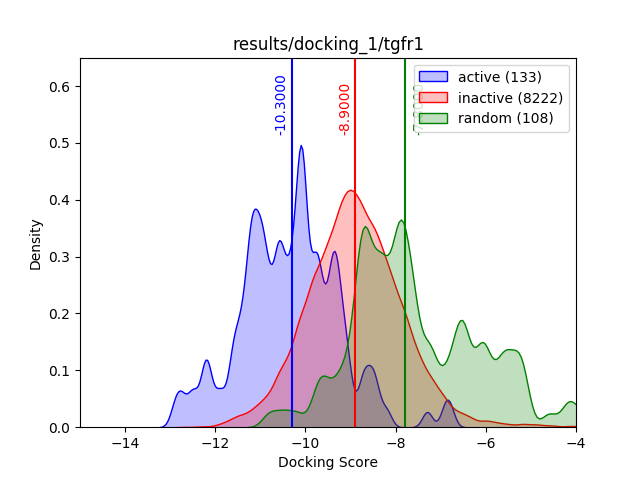 results/docking_1/tgfr1
active (133)
inactive (8222)
random (108)
-10.3000
-8.9000
Density
0.6
0.5
0.4
0.3
0.2
0.1
0.0
−14
−12
−10
−8
−6
−4
Docking Score